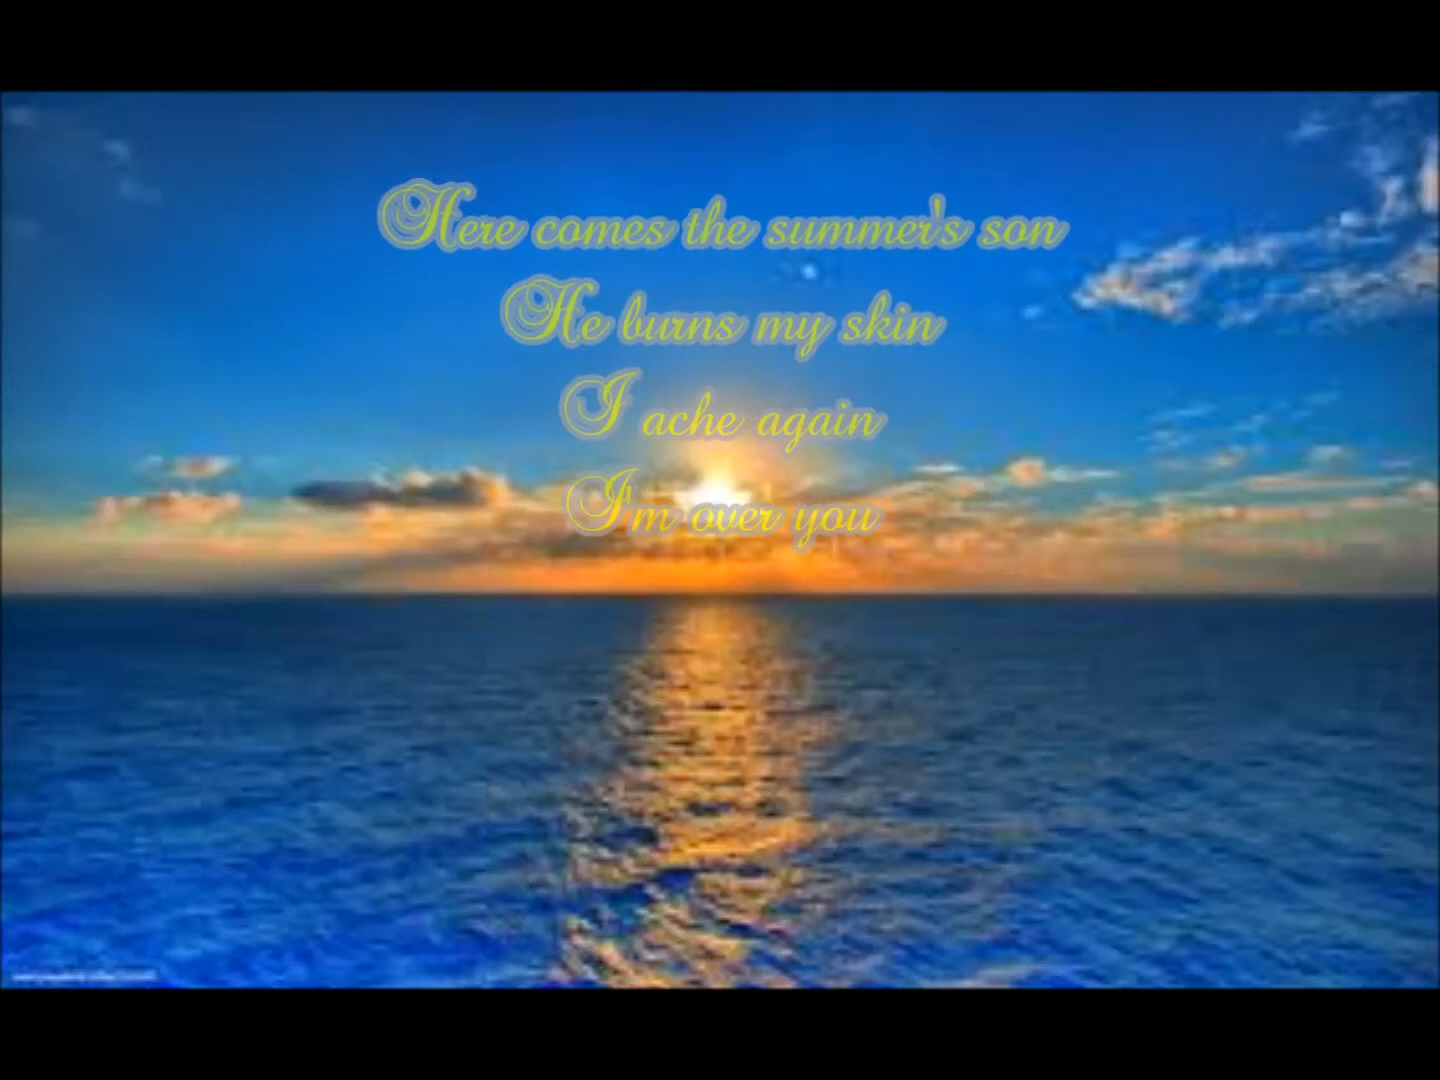 Here comes the summer's son
He burns my skin
I ache again
I'm over you